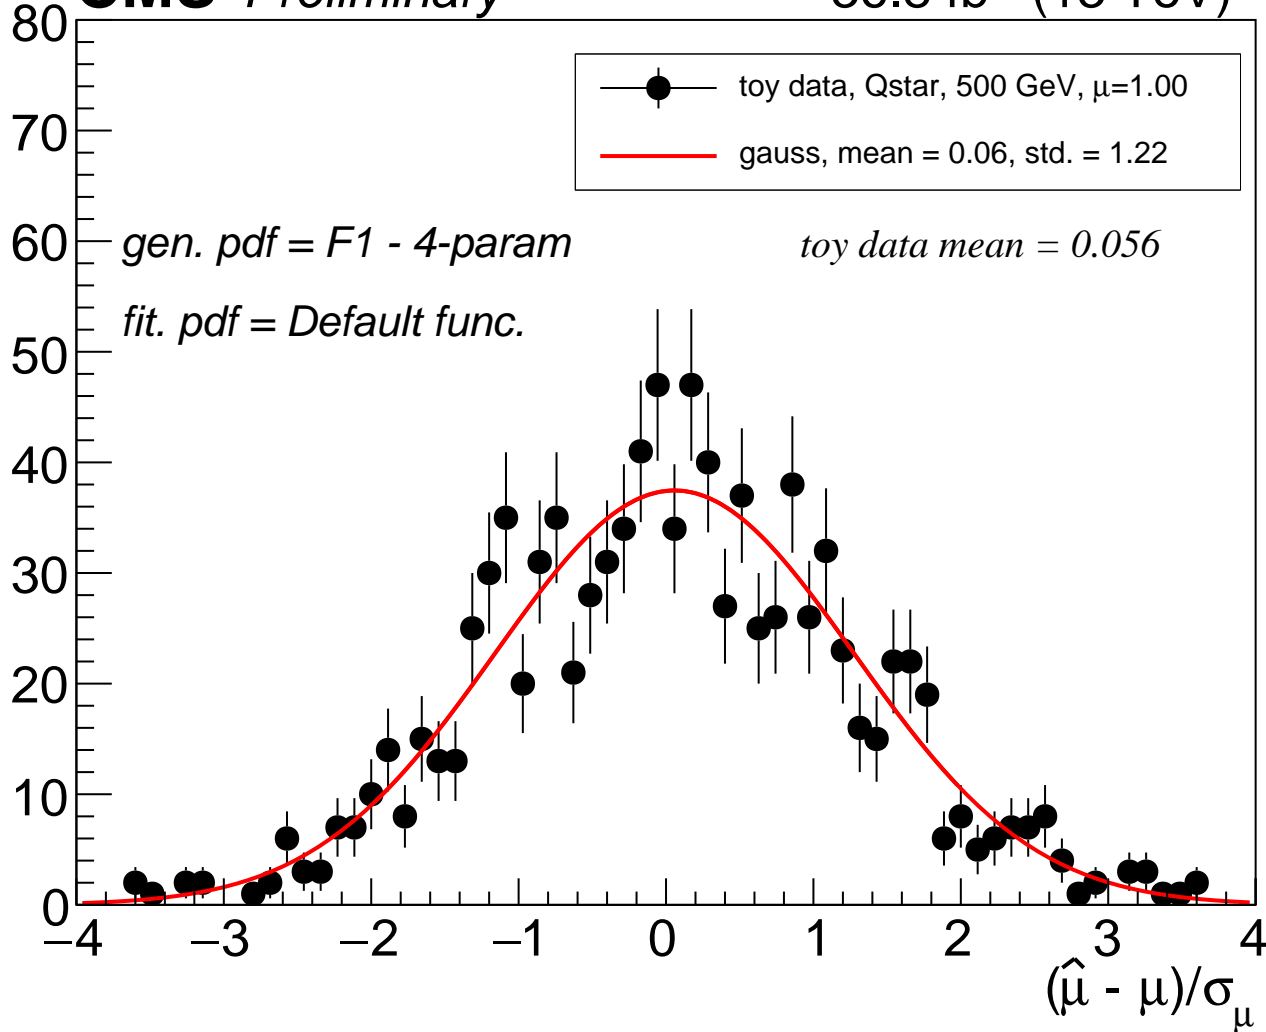 Preliminary
80
70
60
50
40
30
20
10
0
toy data, Qstar, 500 GeV, μ=1.00
gauss, mean = 0.06, std. = 1.22
gen. pdf = F1 - 4-param
toy data mean = 0.056
fit. pdf = Default func.
−4 −3 −2 −1 0 1 2 3 4
(μ̂ - μ)/σ_μ